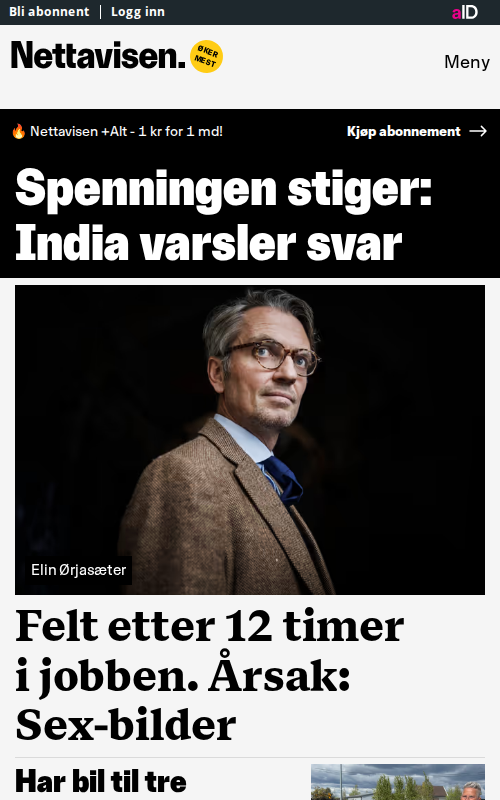 Bli abonnent | Logg inn
aID
Nettavisen.
ØKER
MEST
Meny
Nettavisen +Alt - 1 kr for 1 md!
Kjøp abonnement →
Spenningen stiger:
India varsler svar
Elin Ørjasæter
Felt etter 12 timer
i jobben. Årsak:
Sex-bilder
Har bil til tre